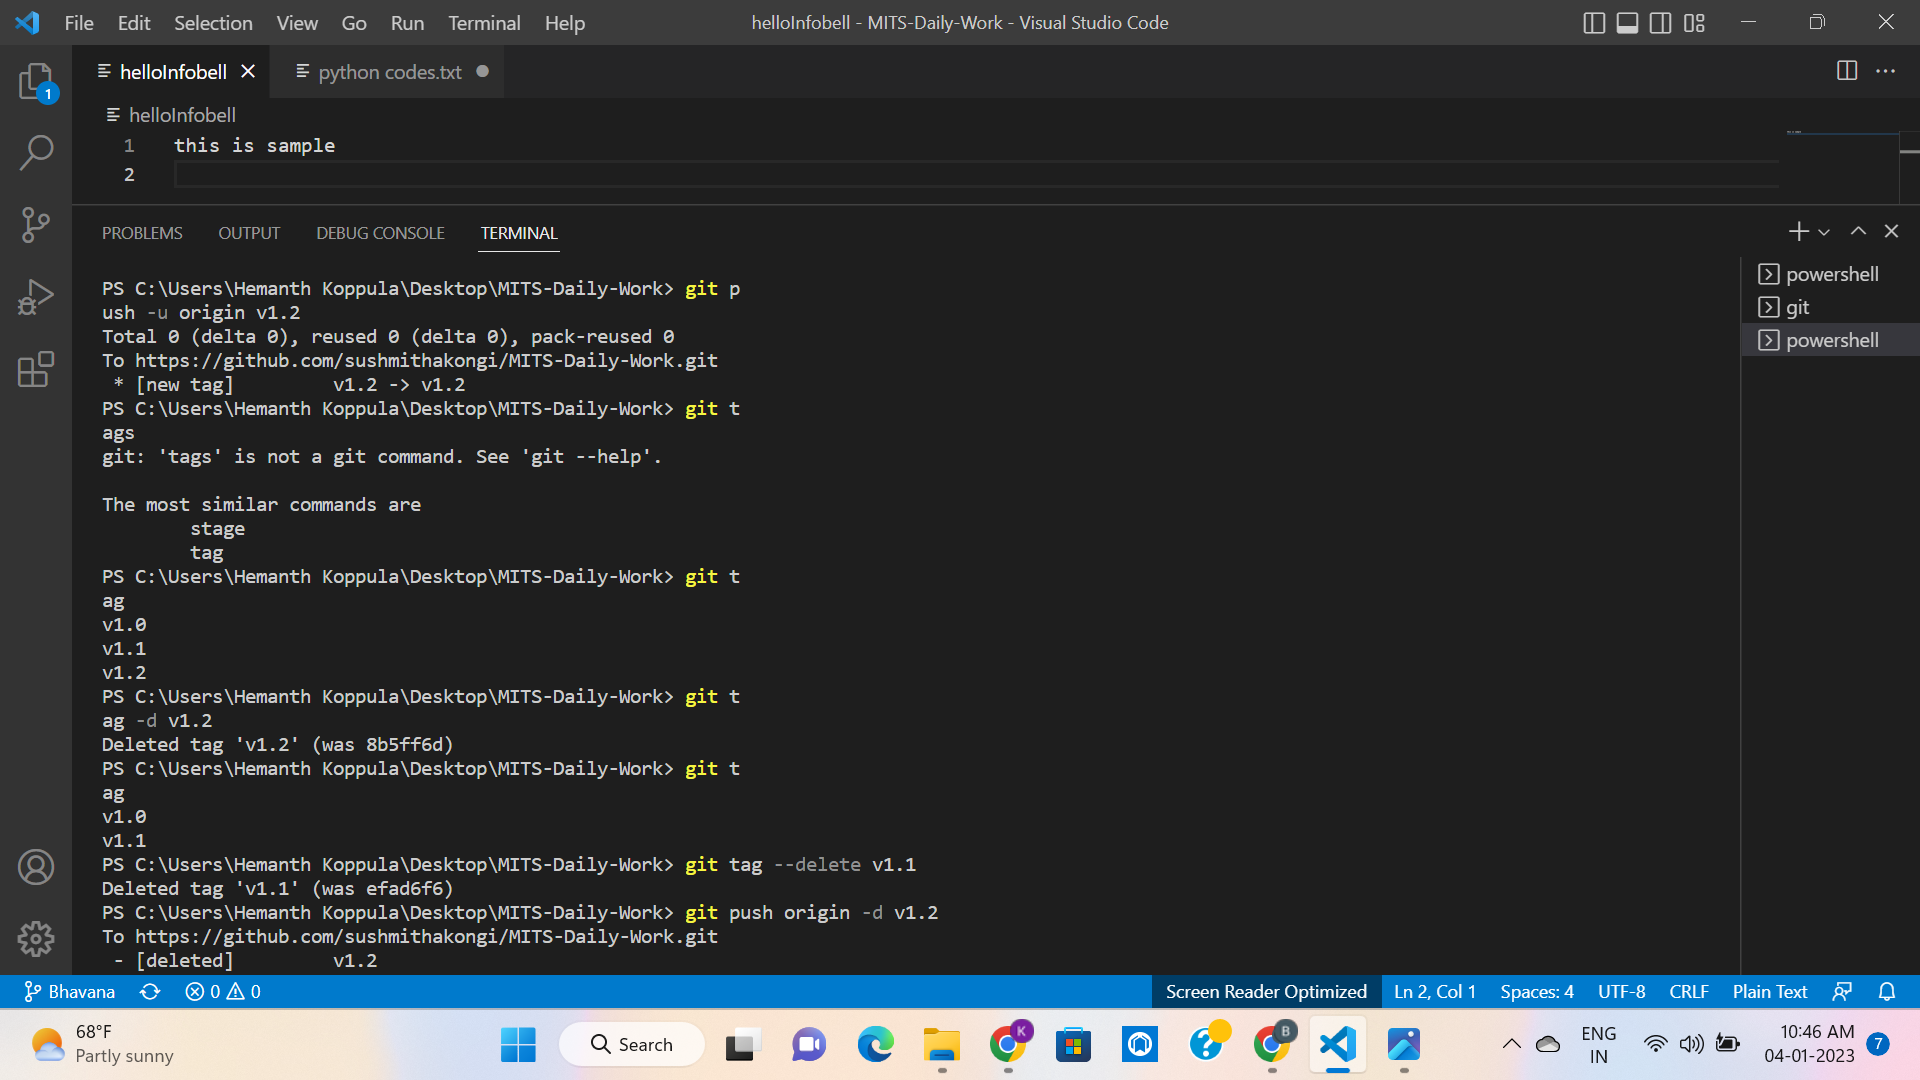 File Edit Selection View Go Run Terminal Help helloInfobell - MITS-Daily-Work - Visual Studio Code
helloInfobell python codes.txt
1
helloInfobell
1 this is sample
2
PROBLEMS OUTPUT DEBUG CONSOLE TERMINAL
powershell
git
powershell
PS C:\Users\Hemanth Koppula\Desktop\MITS-Daily-Work> git p
ush -u origin v1.2
Total 0 (delta 0), reused 0 (delta 0), pack-reused 0
To https://github.com/sushmithakongi/MITS-Daily-Work.git
 * [new tag]         v1.2 -> v1.2
PS C:\Users\Hemanth Koppula\Desktop\MITS-Daily-Work> git t
ags
git: 'tags' is not a git command. See 'git --help'.
The most similar commands are
        stage
        tag
PS C:\Users\Hemanth Koppula\Desktop\MITS-Daily-Work> git t
ag
v1.0
v1.1
v1.2
PS C:\Users\Hemanth Koppula\Desktop\MITS-Daily-Work> git t
ag -d v1.2
Deleted tag 'v1.2' (was 8b5ff6d)
PS C:\Users\Hemanth Koppula\Desktop\MITS-Daily-Work> git t
ag
v1.0
v1.1
PS C:\Users\Hemanth Koppula\Desktop\MITS-Daily-Work> git tag --delete v1.1
Deleted tag 'v1.1' (was efad6f6)
PS C:\Users\Hemanth Koppula\Desktop\MITS-Daily-Work> git push origin -d v1.2
To https://github.com/sushmithakongi/MITS-Daily-Work.git
 - [deleted]         v1.2
Bhavana 0 0 Screen Reader Optimized Ln 2, Col 1 Spaces: 4 UTF-8 CRLF Plain Text
68°F
Partly sunny
Search
K
B
ENG
IN
10:46 AM
04-01-2023
7